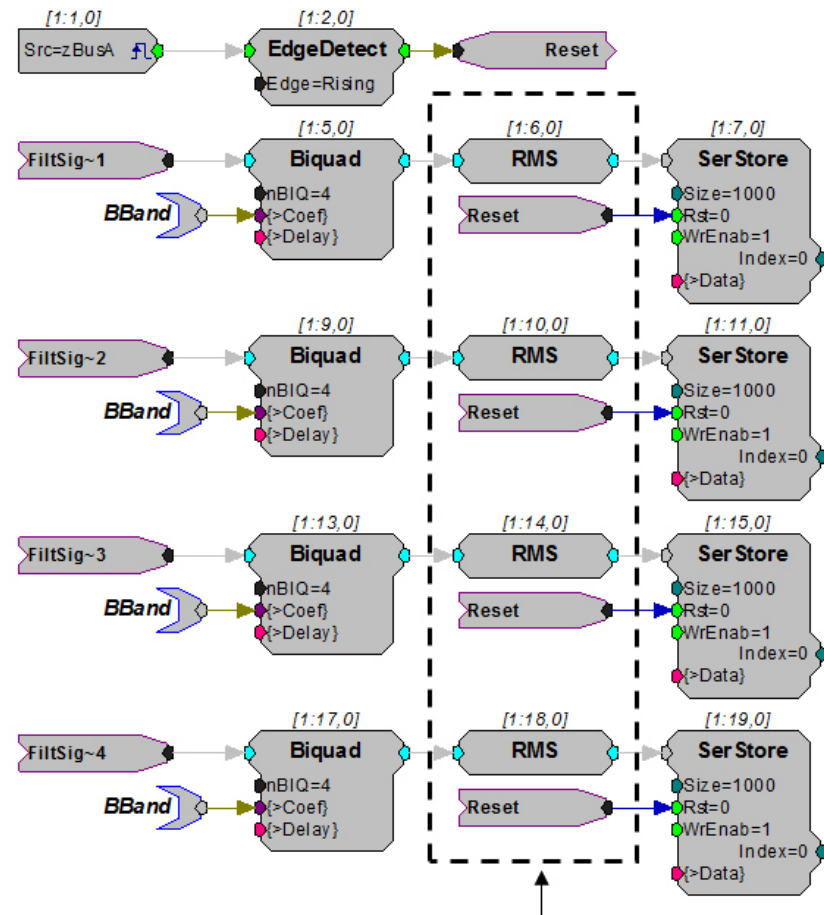 [1:1,0]
[1:2,0]
Src=zBusA
EdgeDetect
Reset
Edge=Rising
[1:5,0]
[1:6,0]
[1:7,0]
FiltSig~1
Biquad
RMS
SerStore
BBand
nBIQ=4
{>Coef}
{>Delay}
Reset
Size=1000
Rst=0
WrEnab=1
Index=0
{>Data}
[1:9,0]
[1:10,0]
[1:11,0]
FiltSig~2
Biquad
RMS
SerStore
BBand
nBIQ=4
{>Coef}
{>Delay}
Reset
Size=1000
Rst=0
WrEnab=1
Index=0
{>Data}
[1:13,0]
[1:14,0]
[1:15,0]
FiltSig~3
Biquad
RMS
SerStore
BBand
nBIQ=4
{>Coef}
{>Delay}
Reset
Size=1000
Rst=0
WrEnab=1
Index=0
{>Data}
[1:17,0]
[1:18,0]
[1:19,0]
FiltSig~4
Biquad
RMS
SerStore
BBand
nBIQ=4
{>Coef}
{>Delay}
Reset
Size=1000
Rst=0
WrEnab=1
Index=0
{>Data}